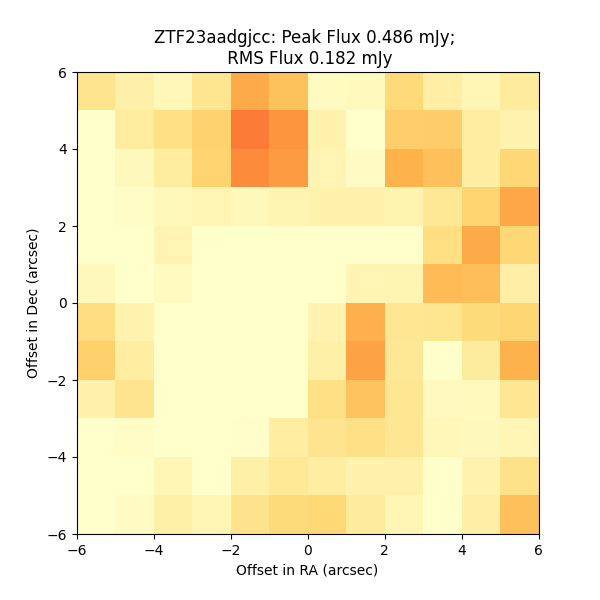 ZTF23aadgjcc: Peak Flux 0.486 mJy;
RMS Flux 0.182 mJy
6
4
2
0
−2
−4
−6
Offset in Dec (arcsec)
−6 −4 −2 0 2 4 6
Offset in RA (arcsec)